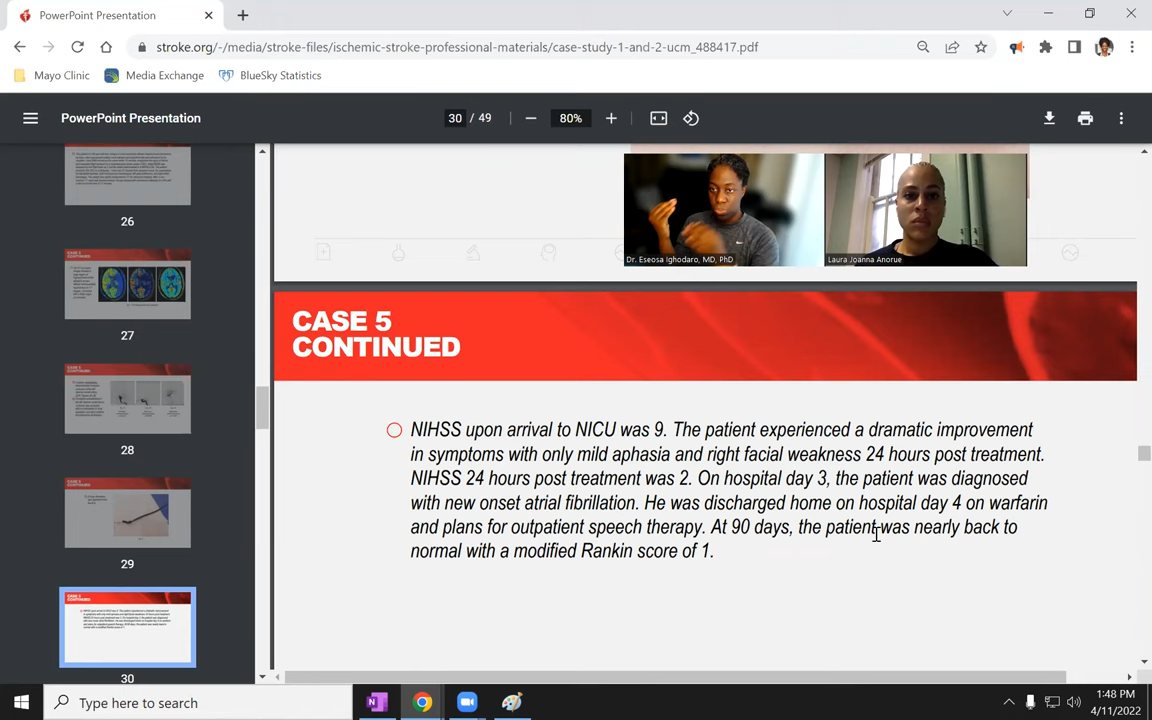 PowerPoint Presentation
stroke.org/-/media/stroke-files/ischemic-stroke-professional-materials/case-study-1-and-2-ucm_488417.pdf
Mayo Clinic
Media Exchange
BlueSky Statistics
PowerPoint Presentation
30 / 49
80%
26
27
28
29
30
Dr. Eseosa Ighodaro, MD, PhD
Laura Joanna Anorue
CASE 5
CONTINUED
NIHSS upon arrival to NICU was 9. The patient experienced a dramatic improvement
in symptoms with only mild aphasia and right facial weakness 24 hours post treatment.
NIHSS 24 hours post treatment was 2. On hospital day 3, the patient was diagnosed
with new onset atrial fibrillation. He was discharged home on hospital day 4 on warfarin
and plans for outpatient speech therapy. At 90 days, the patient was nearly back to
normal with a modified Rankin score of 1.
Type here to search
1:48 PM
4/11/2022